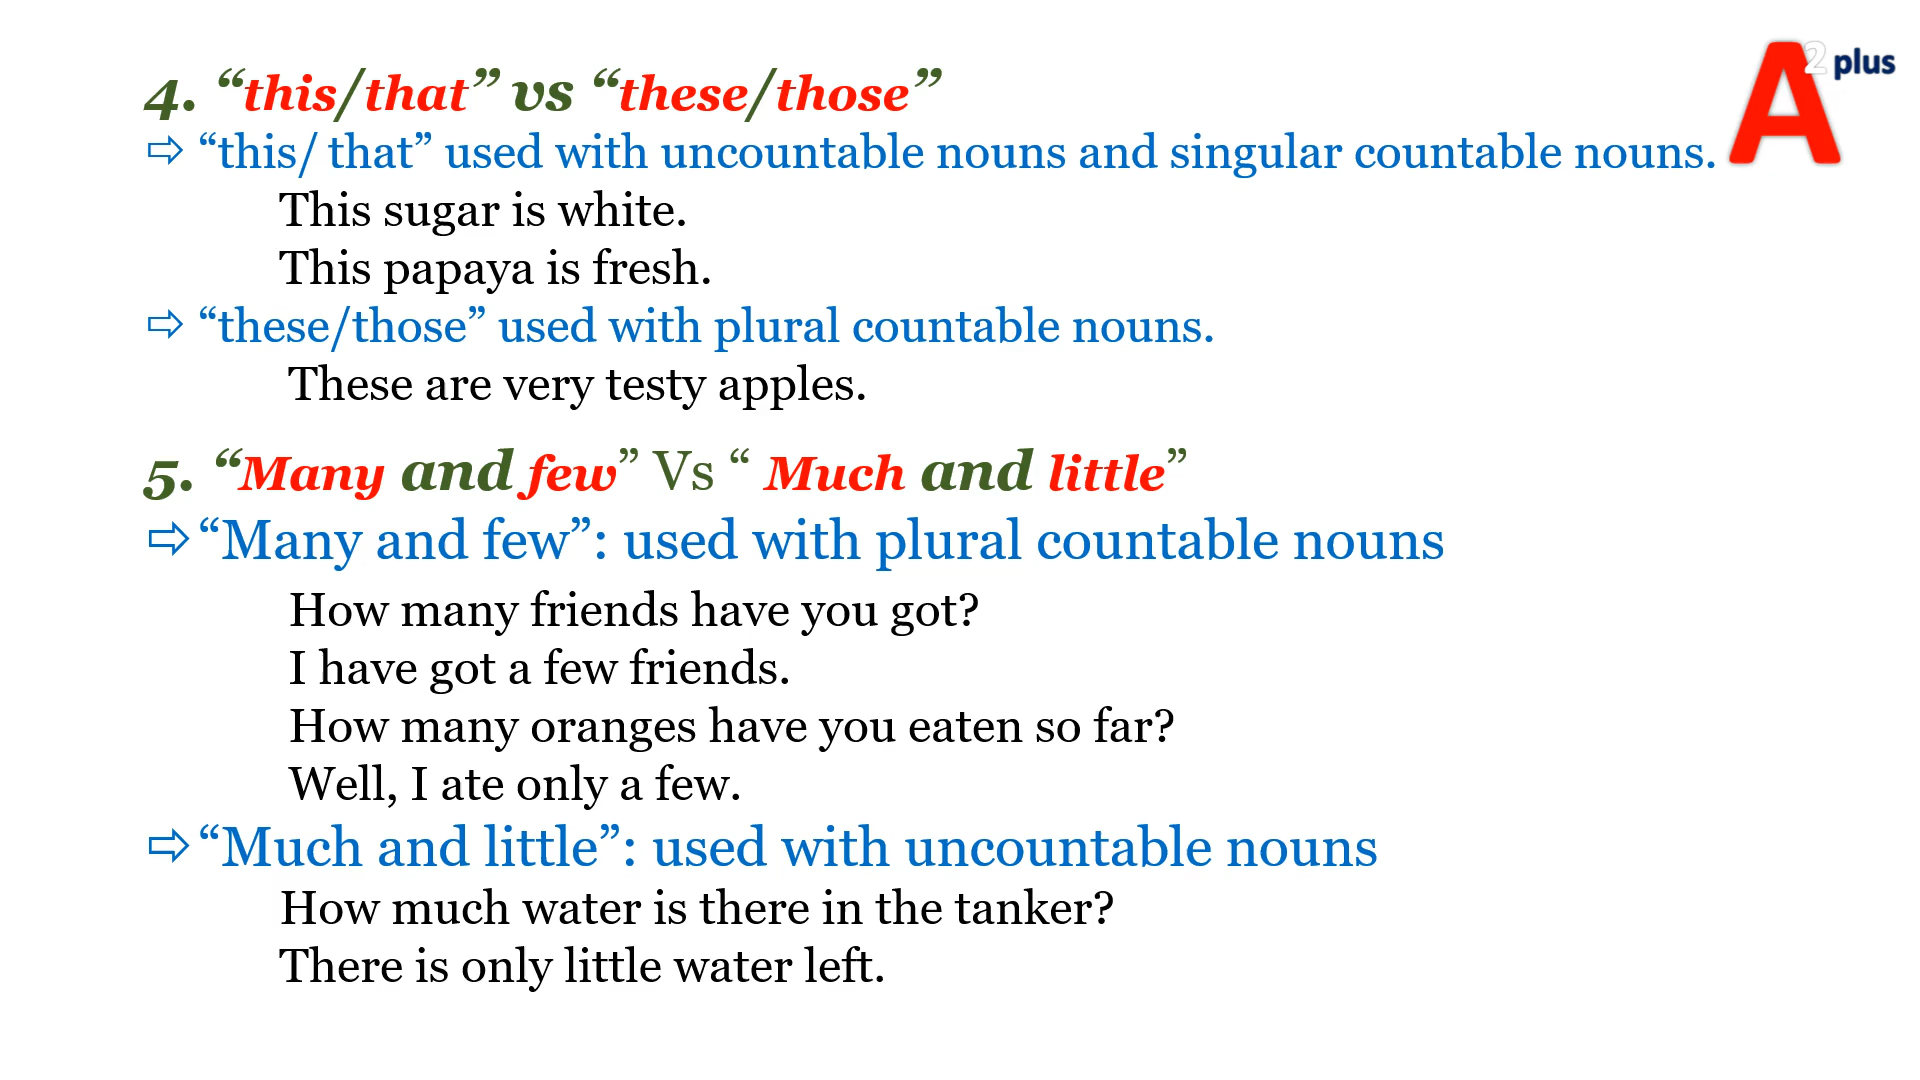 4. “this/that” vs “these/those”
A2 plus
⇨ “this/ that” used with uncountable nouns and singular countable nouns.
This sugar is white.
This papaya is fresh.
⇨ “these/those” used with plural countable nouns.
These are very testy apples.
5. “Many and few” Vs “ Much and little”
⇨ “Many and few”: used with plural countable nouns
How many friends have you got?
I have got a few friends.
How many oranges have you eaten so far?
Well, I ate only a few.
⇨ “Much and little”: used with uncountable nouns
How much water is there in the tanker?
There is only little water left.